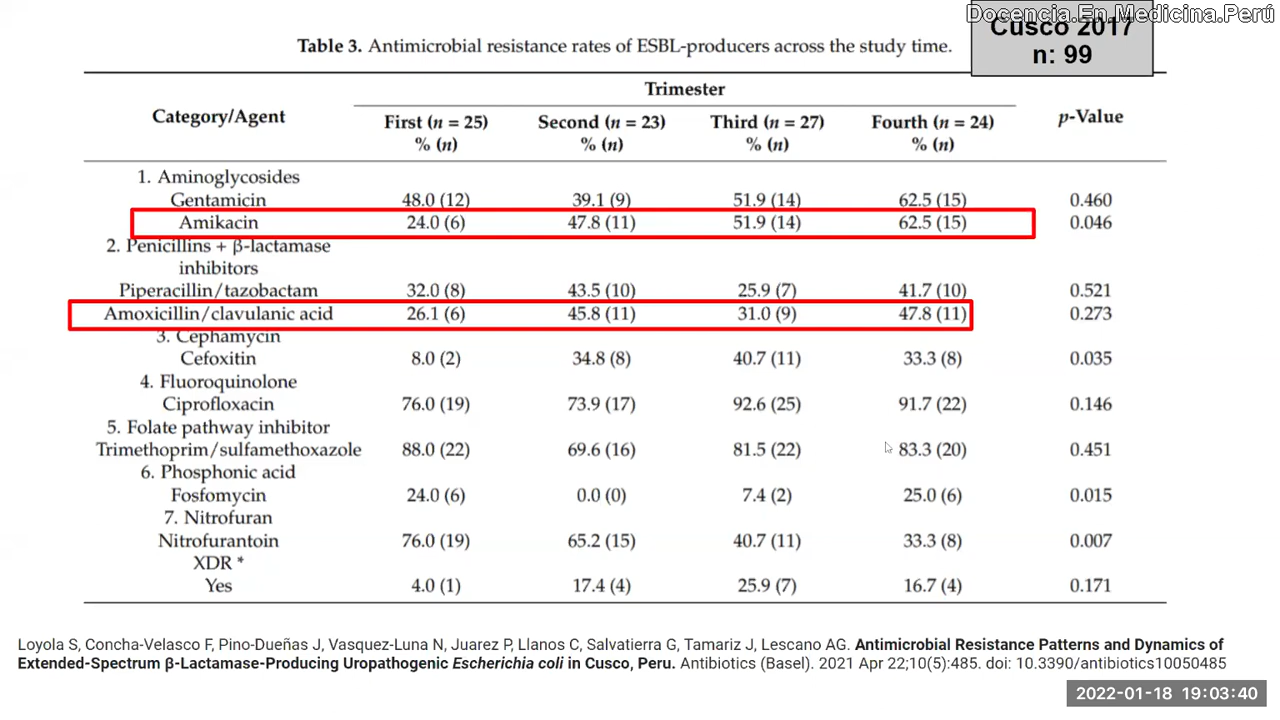 Docencia.En.Medicina.Perú
Cusco 2017
n: 99
Table 3. Antimicrobial resistance rates of ESBL-producers across the study time.
Trimester
Category/Agent First (n = 25) Second (n = 23) Third (n = 27) Fourth (n = 24) p-Value
% (n) % (n) % (n) % (n)
1. Aminoglycosides
Gentamicin 48.0 (12) 39.1 (9) 51.9 (14) 62.5 (15) 0.460
Amikacin 24.0 (6) 47.8 (11) 51.9 (14) 62.5 (15) 0.046
2. Penicillins + β-lactamase
inhibitors
Piperacillin/tazobactam 32.0 (8) 43.5 (10) 25.9 (7) 41.7 (10) 0.521
Amoxicillin/clavulanic acid 26.1 (6) 45.8 (11) 31.0 (9) 47.8 (11) 0.273
3. Cephamycin
Cefoxitin 8.0 (2) 34.8 (8) 40.7 (11) 33.3 (8) 0.035
4. Fluoroquinolone
Ciprofloxacin 76.0 (19) 73.9 (17) 92.6 (25) 91.7 (22) 0.146
5. Folate pathway inhibitor
Trimethoprim/sulfamethoxazole 88.0 (22) 69.6 (16) 81.5 (22) 83.3 (20) 0.451
6. Phosphonic acid
Fosfomycin 24.0 (6) 0.0 (0) 7.4 (2) 25.0 (6) 0.015
7. Nitrofuran
Nitrofurantoin 76.0 (19) 65.2 (15) 40.7 (11) 33.3 (8) 0.007
XDR *
Yes 4.0 (1) 17.4 (4) 25.9 (7) 16.7 (4) 0.171
Loyola S, Concha-Velasco F, Pino-Dueñas J, Vasquez-Luna N, Juarez P, Llanos C, Salvatierra G, Tamariz J, Lescano AG. Antimicrobial Resistance Patterns and Dynamics of
Extended-Spectrum β-Lactamase-Producing Uropathogenic Escherichia coli in Cusco, Peru. Antibiotics (Basel). 2021 Apr 22;10(5):485. doi: 10.3390/antibiotics10050485
2022-01-18 19:03:40